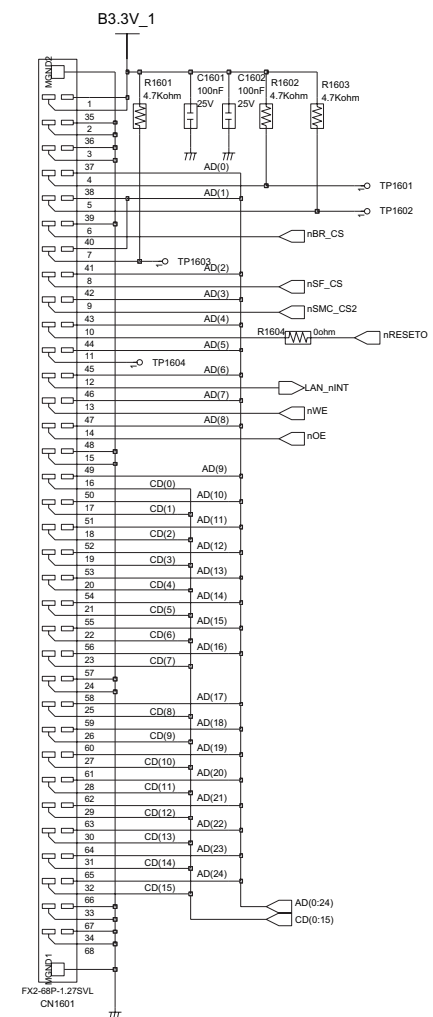 B3.3V_1
MGND2
R1601
4.7Kohm
C1601
100nF
25V
C1602
100nF
25V
R1602
4.7Kohm
R1603
4.7Kohm
1
35
2
36
3
37
AD(0)
4
TP1601
38
AD(1)
5
TP1602
39
6
nBR_CS
40
7
TP1603
41
AD(2)
8
nSF_CS
42
AD(3)
9
nSMC_CS2
43
AD(4)
10
R1604
0ohm
nRESETO
44
AD(5)
11
TP1604
45
AD(6)
12
LAN_nINT
46
AD(7)
13
nWE
47
AD(8)
14
nOE
48
15
49
AD(9)
16
CD(0)
50
AD(10)
17
CD(1)
51
AD(11)
18
CD(2)
52
AD(12)
19
CD(3)
53
AD(13)
20
CD(4)
54
AD(14)
21
CD(5)
55
AD(15)
22
CD(6)
56
AD(16)
23
CD(7)
57
24
58
AD(17)
25
CD(8)
59
AD(18)
26
CD(9)
60
AD(19)
27
CD(10)
61
AD(20)
28
CD(11)
62
AD(21)
29
CD(12)
63
AD(22)
30
CD(13)
64
AD(23)
31
CD(14)
65
AD(24)
32
CD(15)
66
AD(0:24)
33
CD(0:15)
67
34
68
MGND1
FX2-68P-1.27SVL
CN1601